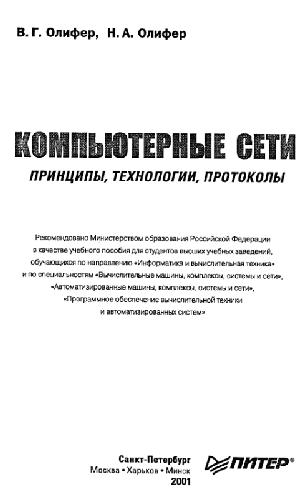 В. Г. Олифер, Н. А. Олифер
КОМПЬЮТЕРНЫЕ СЕТИ
ПРИНЦИПЫ, ТЕХНОЛОГИИ, ПРОТОКОЛЫ
Рекомендовано Министерством образования Российской Федерации
в качестве учебного пособия для студентов высших учебных заведений,
обучающихся по направлению «Информатика и вычислительная техника»
и по специальностям «Вычислительные машины, комплексы, системы и сети»,
«Автоматизированные машины, комплексы, системы и сети»,
«Программное обеспечение вычислительной техники
и автоматизированных систем»
Санкт-Петербург
Москва • Харьков • Минск
2001
ПИТЕР®